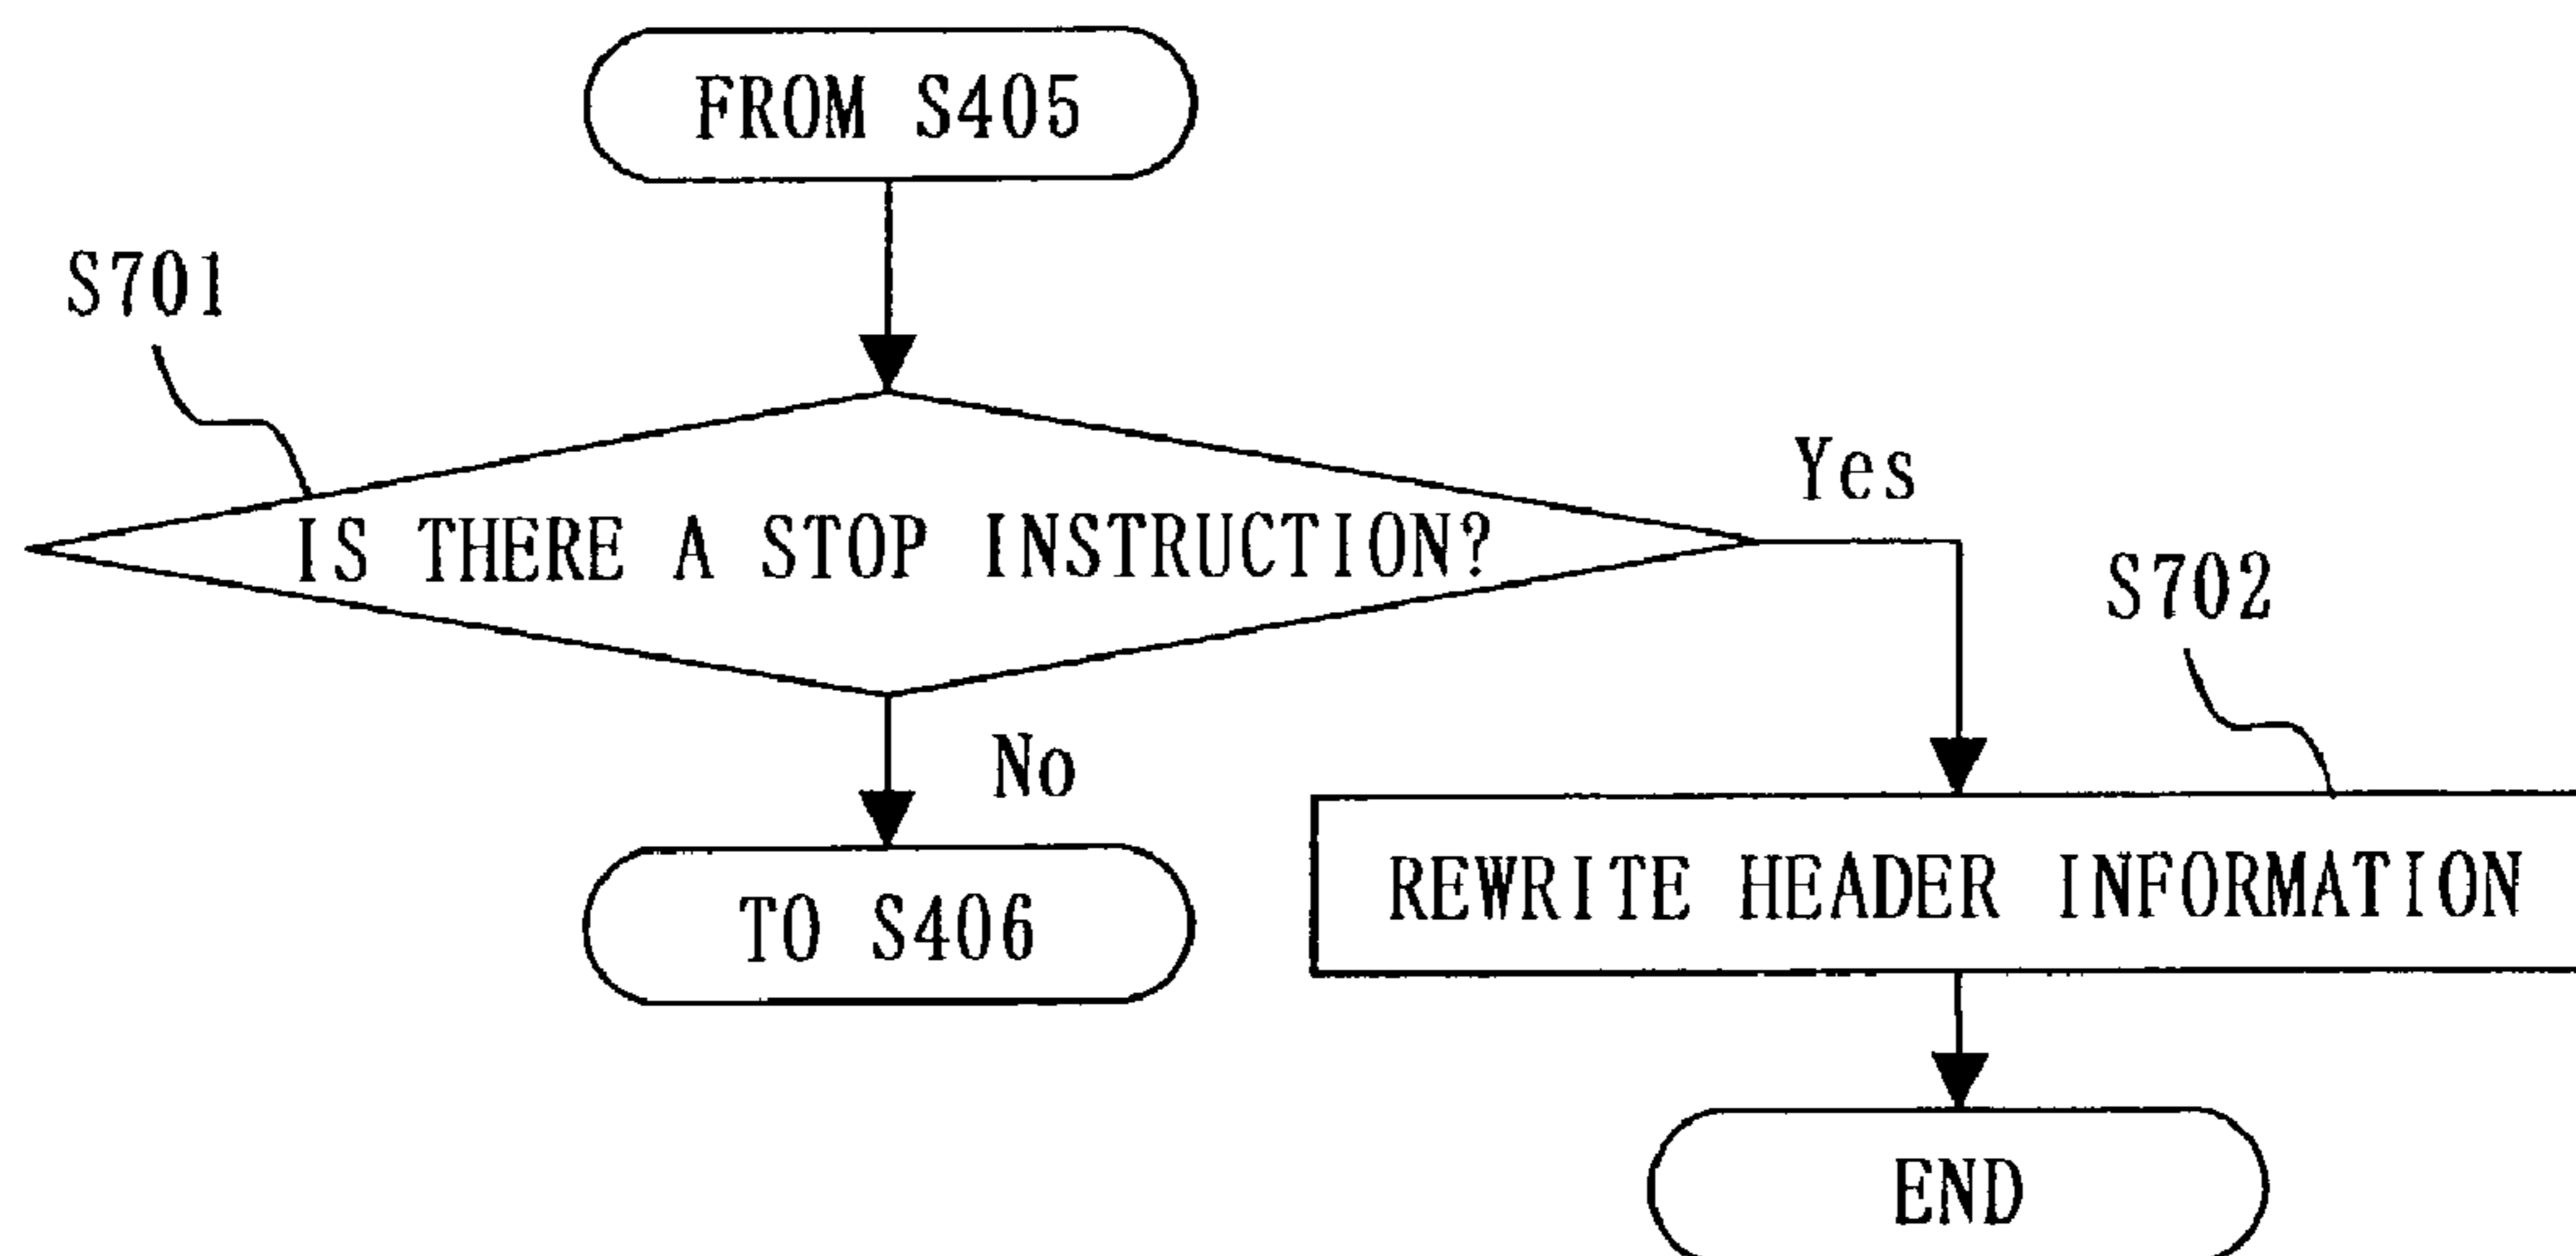 FROM S405
S701
Yes
IS THERE A STOP INSTRUCTION?
S702
No
REWRITE HEADER INFORMATION
TO S406
END